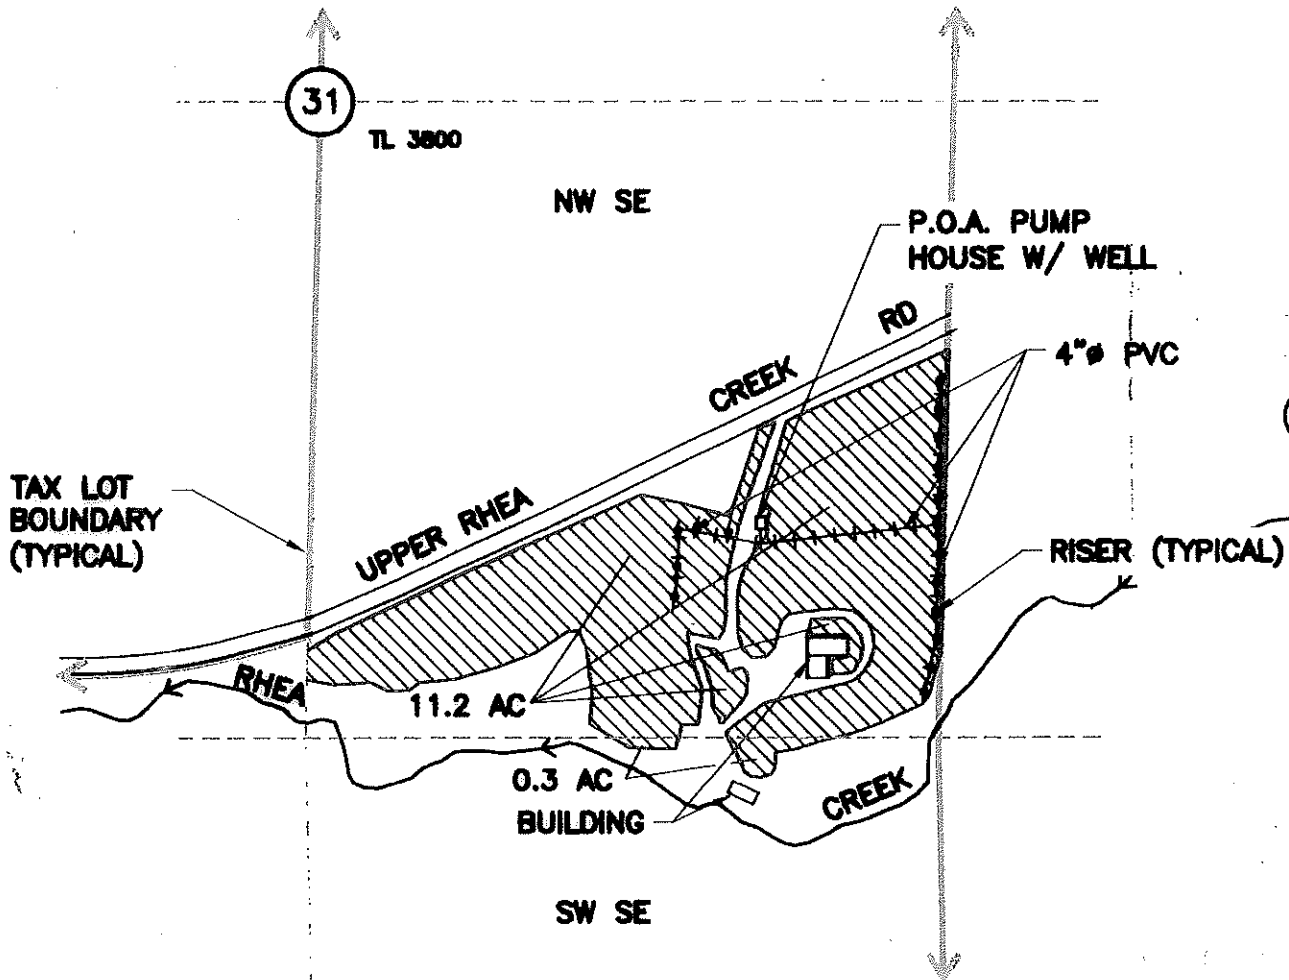 31
TL 3800
NW SE
P.O.A. PUMP
HOUSE W/ WELL
UPPER RHEA CREEK RD
4"ø PVC
TAX LOT
BOUNDARY
(TYPICAL)
RISER (TYPICAL)
RHEA CREEK
11.2 AC
0.3 AC
BUILDING
SW SE